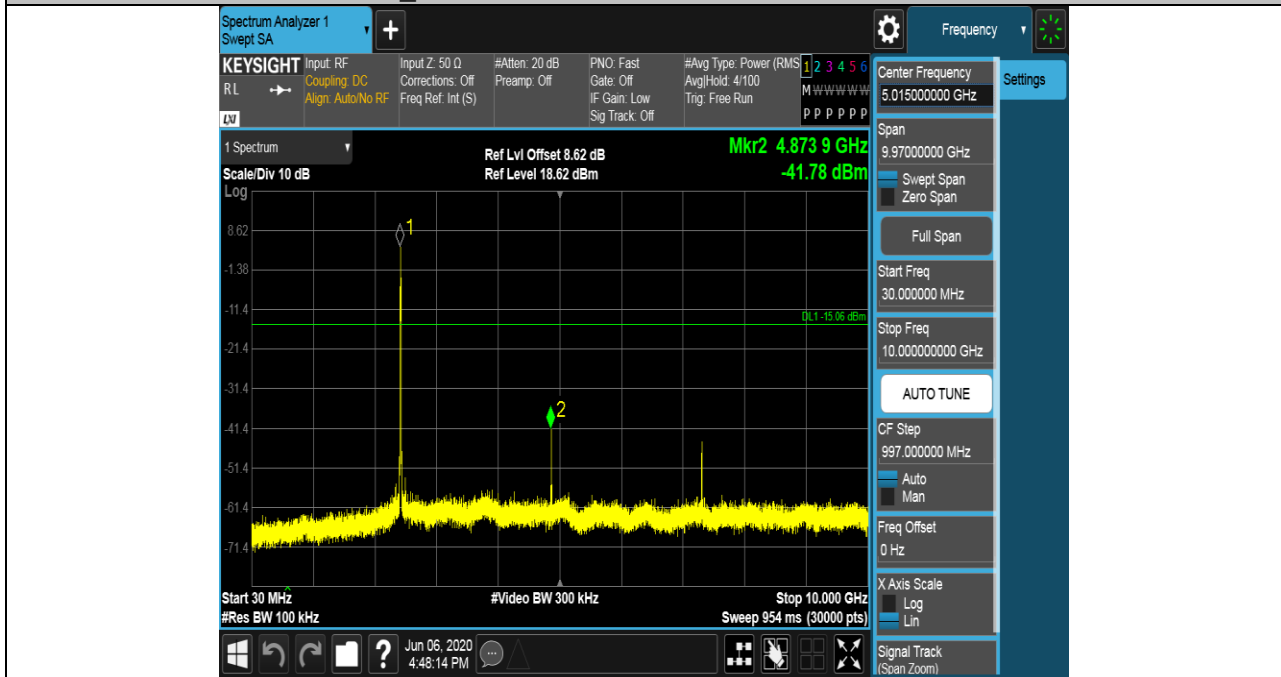 Spectrum Analyzer 1
Swept SA
+
Frequency
KEYSIGHT
RL
LXI
Input: RF
Coupling: DC
Align: Auto/No RF
Input Z: 50 Ω
Corrections: Off
Freq Ref: Int (S)
#Atten: 20 dB
Preamp: Off
PNO: Fast
Gate: Off
IF Gain: Low
Sig Track: Off
#Avg Type: Power (RMS
Avg|Hold: 4/100
Trig: Free Run
1 2 3 4 5 6
M W W W W W
P P P P P P
1 Spectrum
Scale/Div 10 dB
Ref Lvl Offset 8.62 dB
Ref Level 18.62 dBm
Mkr2 4.873 9 GHz
-41.78 dBm
Log
8.62
-1.38
-11.4
-21.4
-31.4
-41.4
-51.4
-61.4
-71.4
1
DL1 -15.06 dBm
2
Start 30 MHz
#Res BW 100 kHz
#Video BW 300 kHz
Stop 10.000 GHz
Sweep 954 ms (30000 pts)
Center Frequency
5.015000000 GHz
Settings
Span
9.97000000 GHz
Swept Span
Zero Span
Full Span
Start Freq
30.000000 MHz
Stop Freq
10.000000000 GHz
AUTO TUNE
CF Step
997.000000 MHz
Auto
Man
Freq Offset
0 Hz
X Axis Scale
Log
Lin
Signal Track
(Span Zoom)
?
Jun 06, 2020
4:48:14 PM